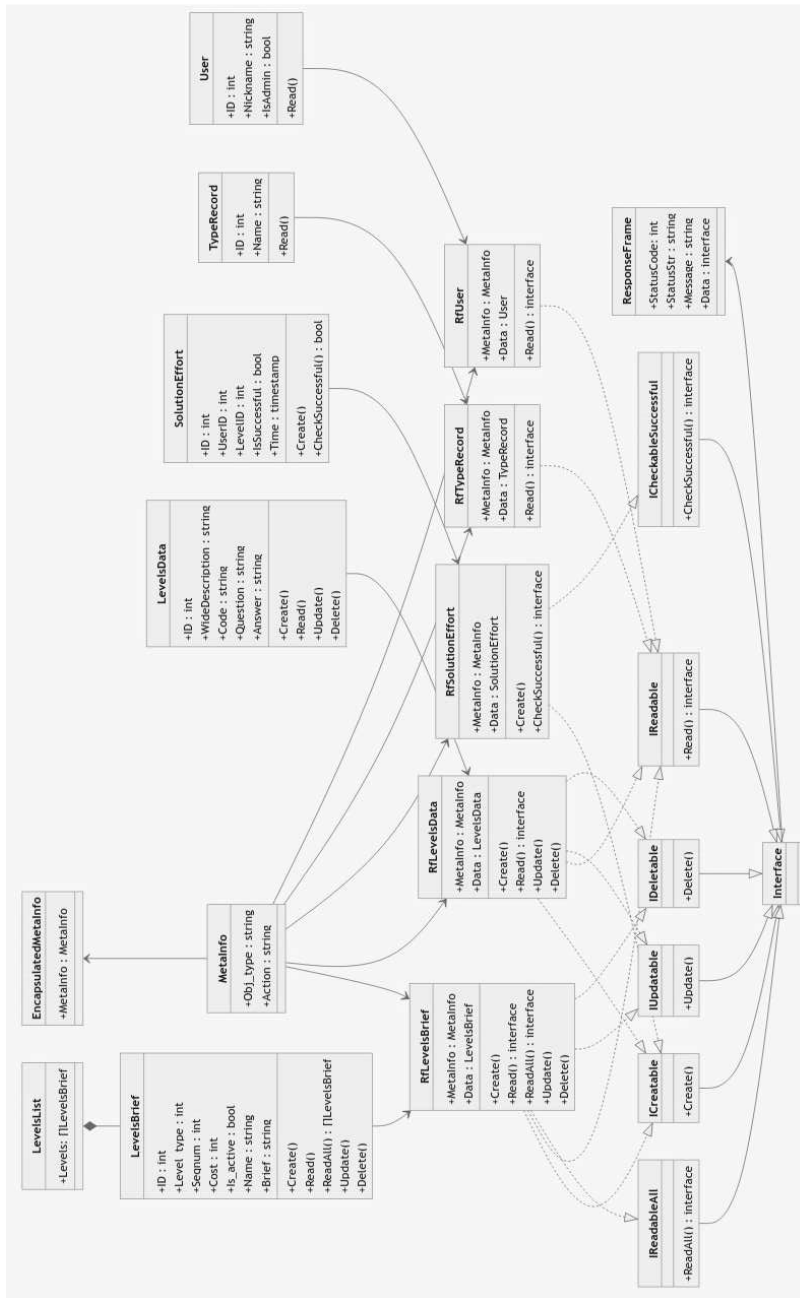 LevelsList
+Levels: []LevelsBrief
EncapsulatedMetaInfo
+MetaInfo : MetaInfo
LevelsBrief
+ID : int
+Level_type : int
+Seqnum : int
+Cost : int
+Is_active : bool
+Name : string
+Brief : string
+Create()
+Read()
+ReadAll() : []LevelsBrief
+Update()
+Delete()
MetaInfo
+Obj_type : string
+Action : string
LevelsData
+ID : int
+WideDescription : string
+Code : string
+Question : string
+Answer : string
+Create()
+Read()
+Update()
+Delete()
SolutionEffort
+ID : int
+UserID : int
+LevelID : int
+IsSuccessful : bool
+Time : timestamp
+Create()
+CheckSuccessful() : bool
TypeRecord
+ID : int
+Name : string
+Read()
User
+ID : int
+Nickname : string
+IsAdmin : bool
+Read()
RfLevelsBrief
+MetaInfo : MetaInfo
+Data : LevelsBrief
+Create()
+Read() : interface
+ReadAll() : interface
+Update()
+Delete()
RfLevelsData
+MetaInfo : MetaInfo
+Data : LevelsData
+Create()
+Read() : interface
+Update()
+Delete()
RfSolutionEffort
+MetaInfo : MetaInfo
+Data : SolutionEffort
+Create()
+CheckSuccessful() : interface
RfTypeRecord
+MetaInfo : MetaInfo
+Data : TypeRecord
+Read() : interface
RfUser
+MetaInfo : MetaInfo
+Data : User
+Read() : interface
IReadableAll
+ReadAll() : interface
ICreatable
+Create()
IUpdatable
+Update()
IDeletable
+Delete()
IReadable
+Read() : interface
ICheckableSuccessful
+CheckSuccessful() : interface
ResponseFrame
+StatusCode: int
+StatusStr : string
+Message : string
+Data : interface
Interface